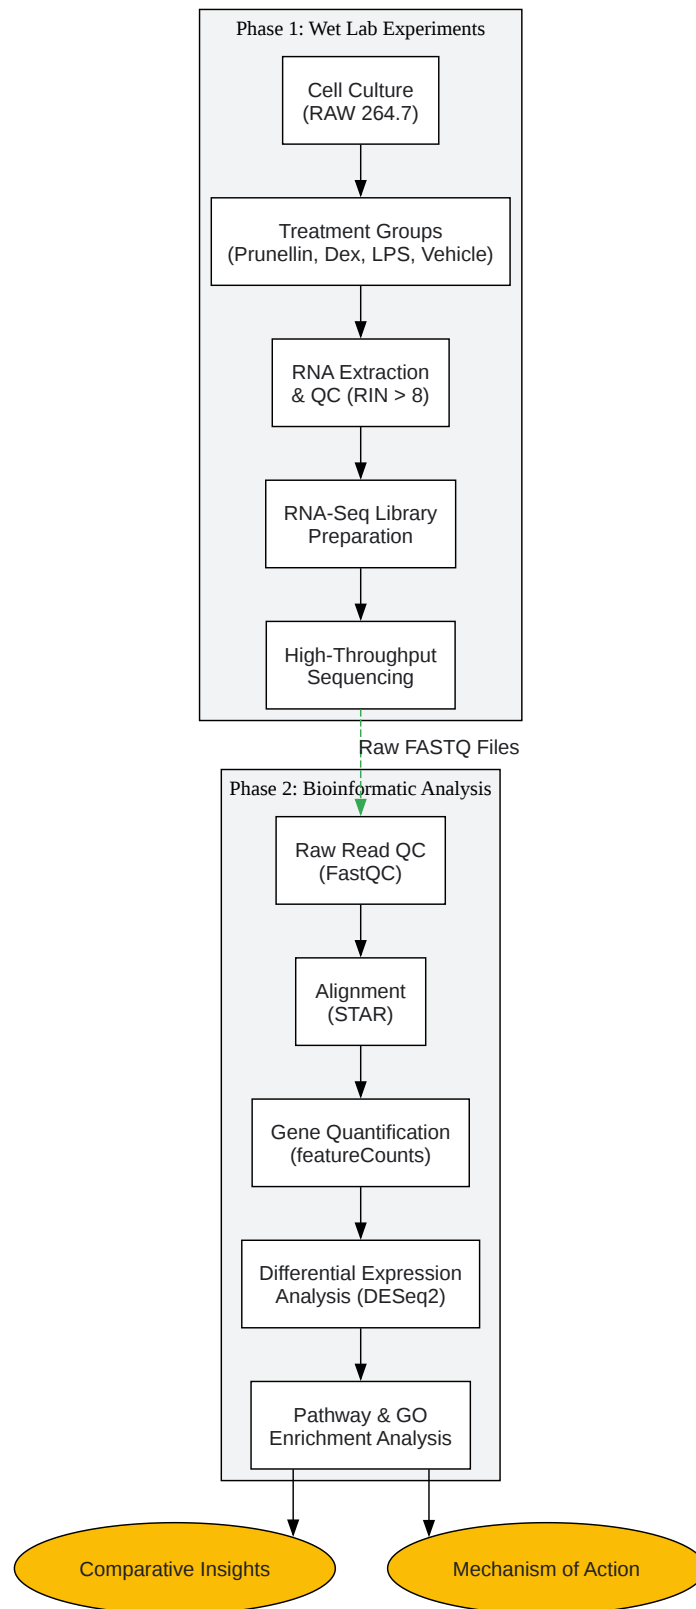 Phase 1: Wet Lab Experiments
Cell Culture
(RAW 264.7)
Treatment Groups
(Prunellin, Dex, LPS, Vehicle)
RNA Extraction
& QC (RIN > 8)
RNA-Seq Library
Preparation
High-Throughput
Sequencing
Raw FASTQ Files
Phase 2: Bioinformatic Analysis
Raw Read QC
(FastQC)
Alignment
(STAR)
Gene Quantification
(featureCounts)
Differential Expression
Analysis (DESeq2)
Pathway & GO
Enrichment Analysis
Comparative Insights
Mechanism of Action